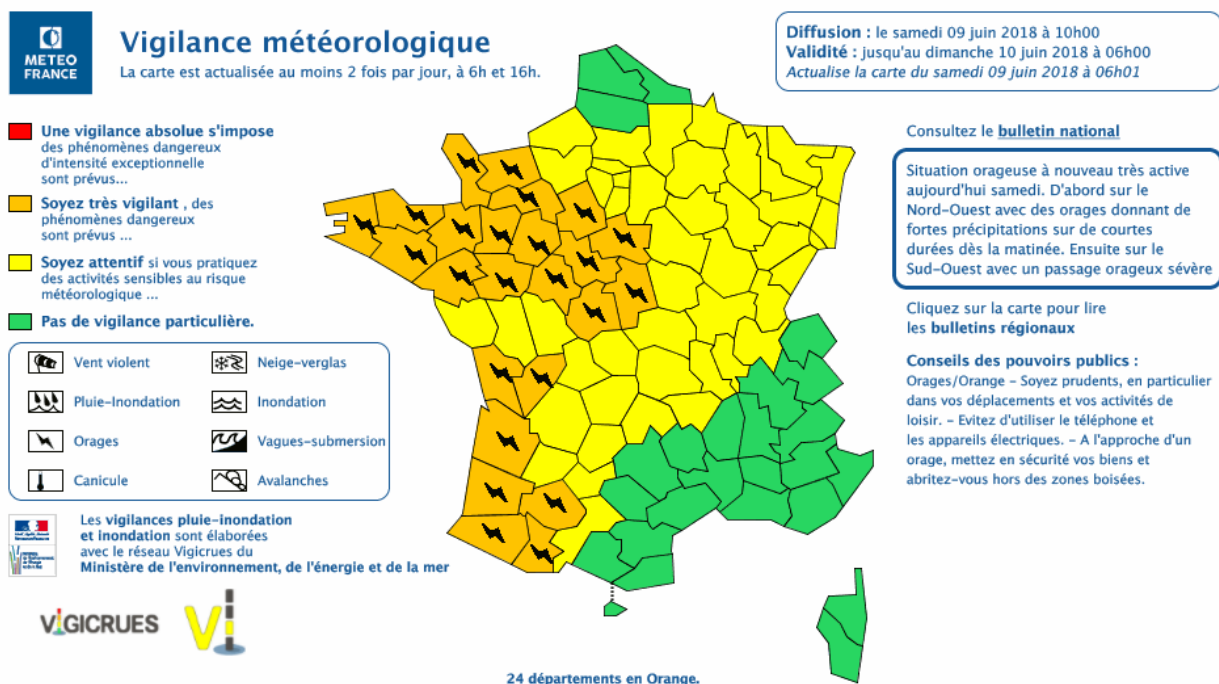 METEO
FRANCE
Vigilance météorologique
La carte est actualisée au moins 2 fois par jour, à 6h et 16h.
Diffusion : le samedi 09 juin 2018 à 10h00
Validité : jusqu'au dimanche 10 juin 2018 à 06h00
Actualise la carte du samedi 09 juin 2018 à 06h01
Une vigilance absolue s'impose
des phénomènes dangereux
d'intensité exceptionnelle
sont prévus...
Soyez très vigilant , des
phénomènes dangereux
sont prévus ...
Soyez attentif si vous pratiquez
des activités sensibles au risque
météorologique ...
Pas de vigilance particulière.
Vent violent
Neige-verglas
Pluie-Inondation
Inondation
Orages
Vagues-submersion
Canicule
Avalanches
Les vigilances pluie-inondation
et inondation sont élaborées
avec le réseau Vigicrues du
Ministère de l'environnement, de l'énergie et de la mer
VIGICRUES
Vi
Consultez le bulletin national
Situation orageuse à nouveau très active
aujourd'hui samedi. D'abord sur le
Nord-Ouest avec des orages donnant de
fortes précipitations sur de courtes
durées dès la matinée. Ensuite sur le
Sud-Ouest avec un passage orageux sévère
Cliquez sur la carte pour lire
les bulletins régionaux
Conseils des pouvoirs publics :
Orages/Orange - Soyez prudents, en particulier
dans vos déplacements et vos activités de
loisir. - Evitez d'utiliser le téléphone et
les appareils électriques. - A l'approche d'un
orage, mettez en sécurité vos biens et
abritez-vous hors des zones boisées.
24 départements en Orange.